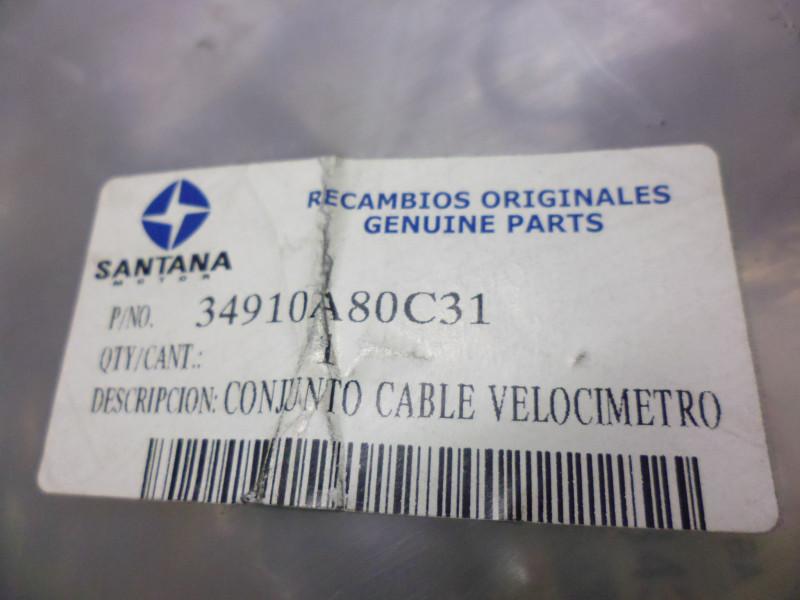 RECAMBIOS ORIGINALES
GENUINE PARTS
SANTANA
MOTOR
P/NO. 34910A80C31
QTY/CANT.: 1
DESCRIPCION: CONJUNTO CABLE VELOCIMETRO